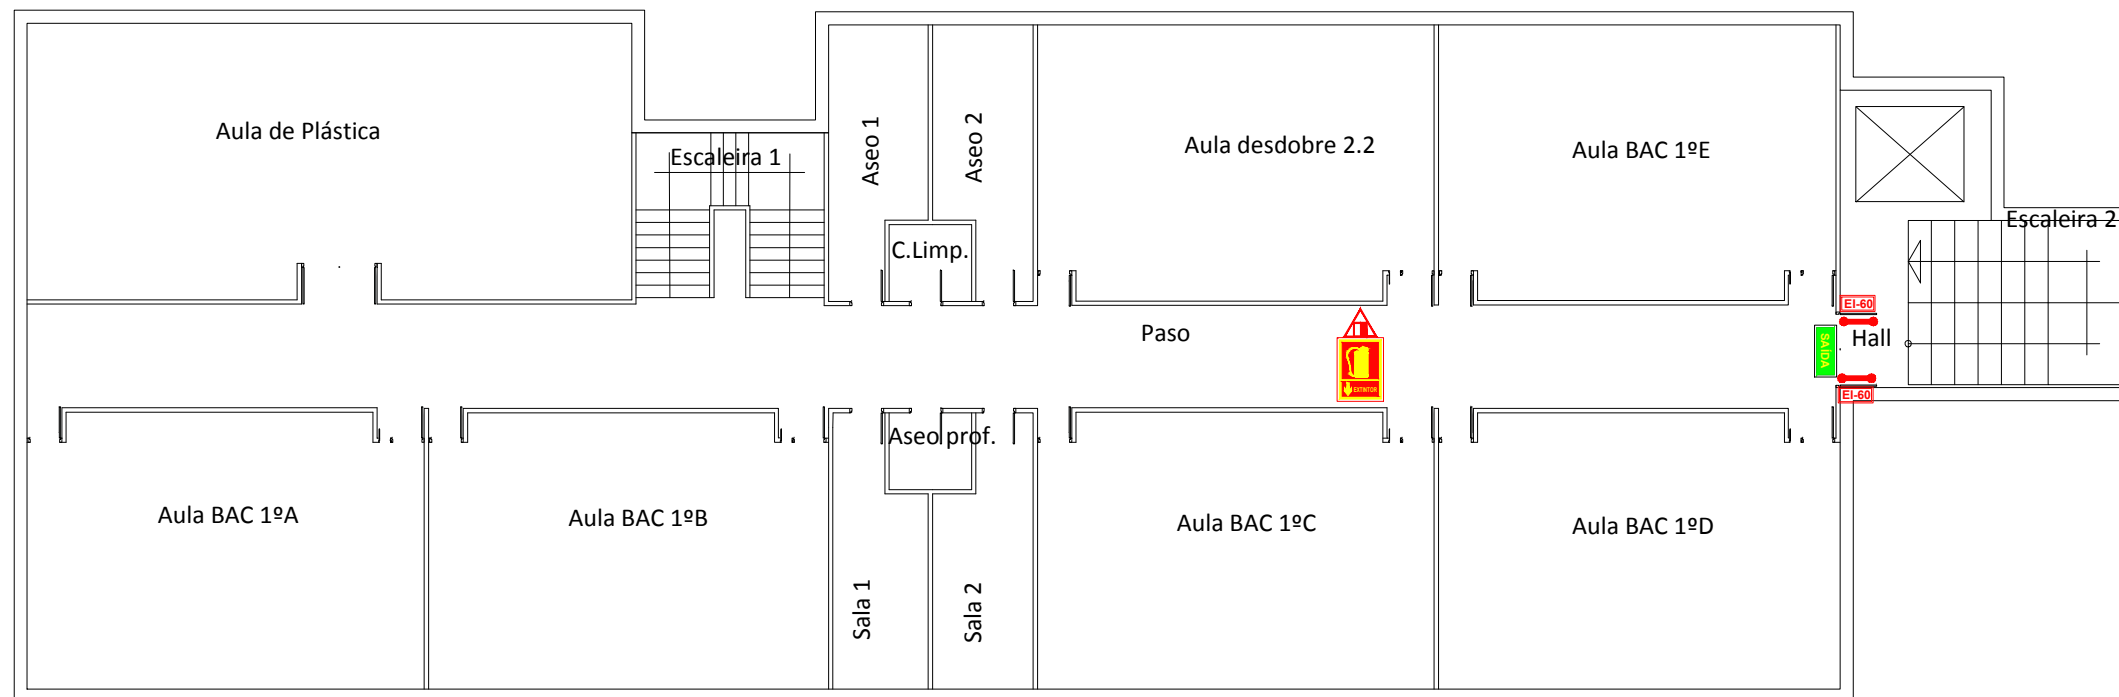 Aula de Plástica
Escaleira 1
Aseo 1
Aseo 2
Aula desdobre 2.2
Aula BAC 1ºE
Escaleira 2
C.Limp.
EI-60
Paso
Hall
SAÍDA
EXTINTOR
EI-60
Aseo prof.
Aula BAC 1ºA
Aula BAC 1ºB
Aula BAC 1ºC
Aula BAC 1ºD
Sala 1
Sala 2